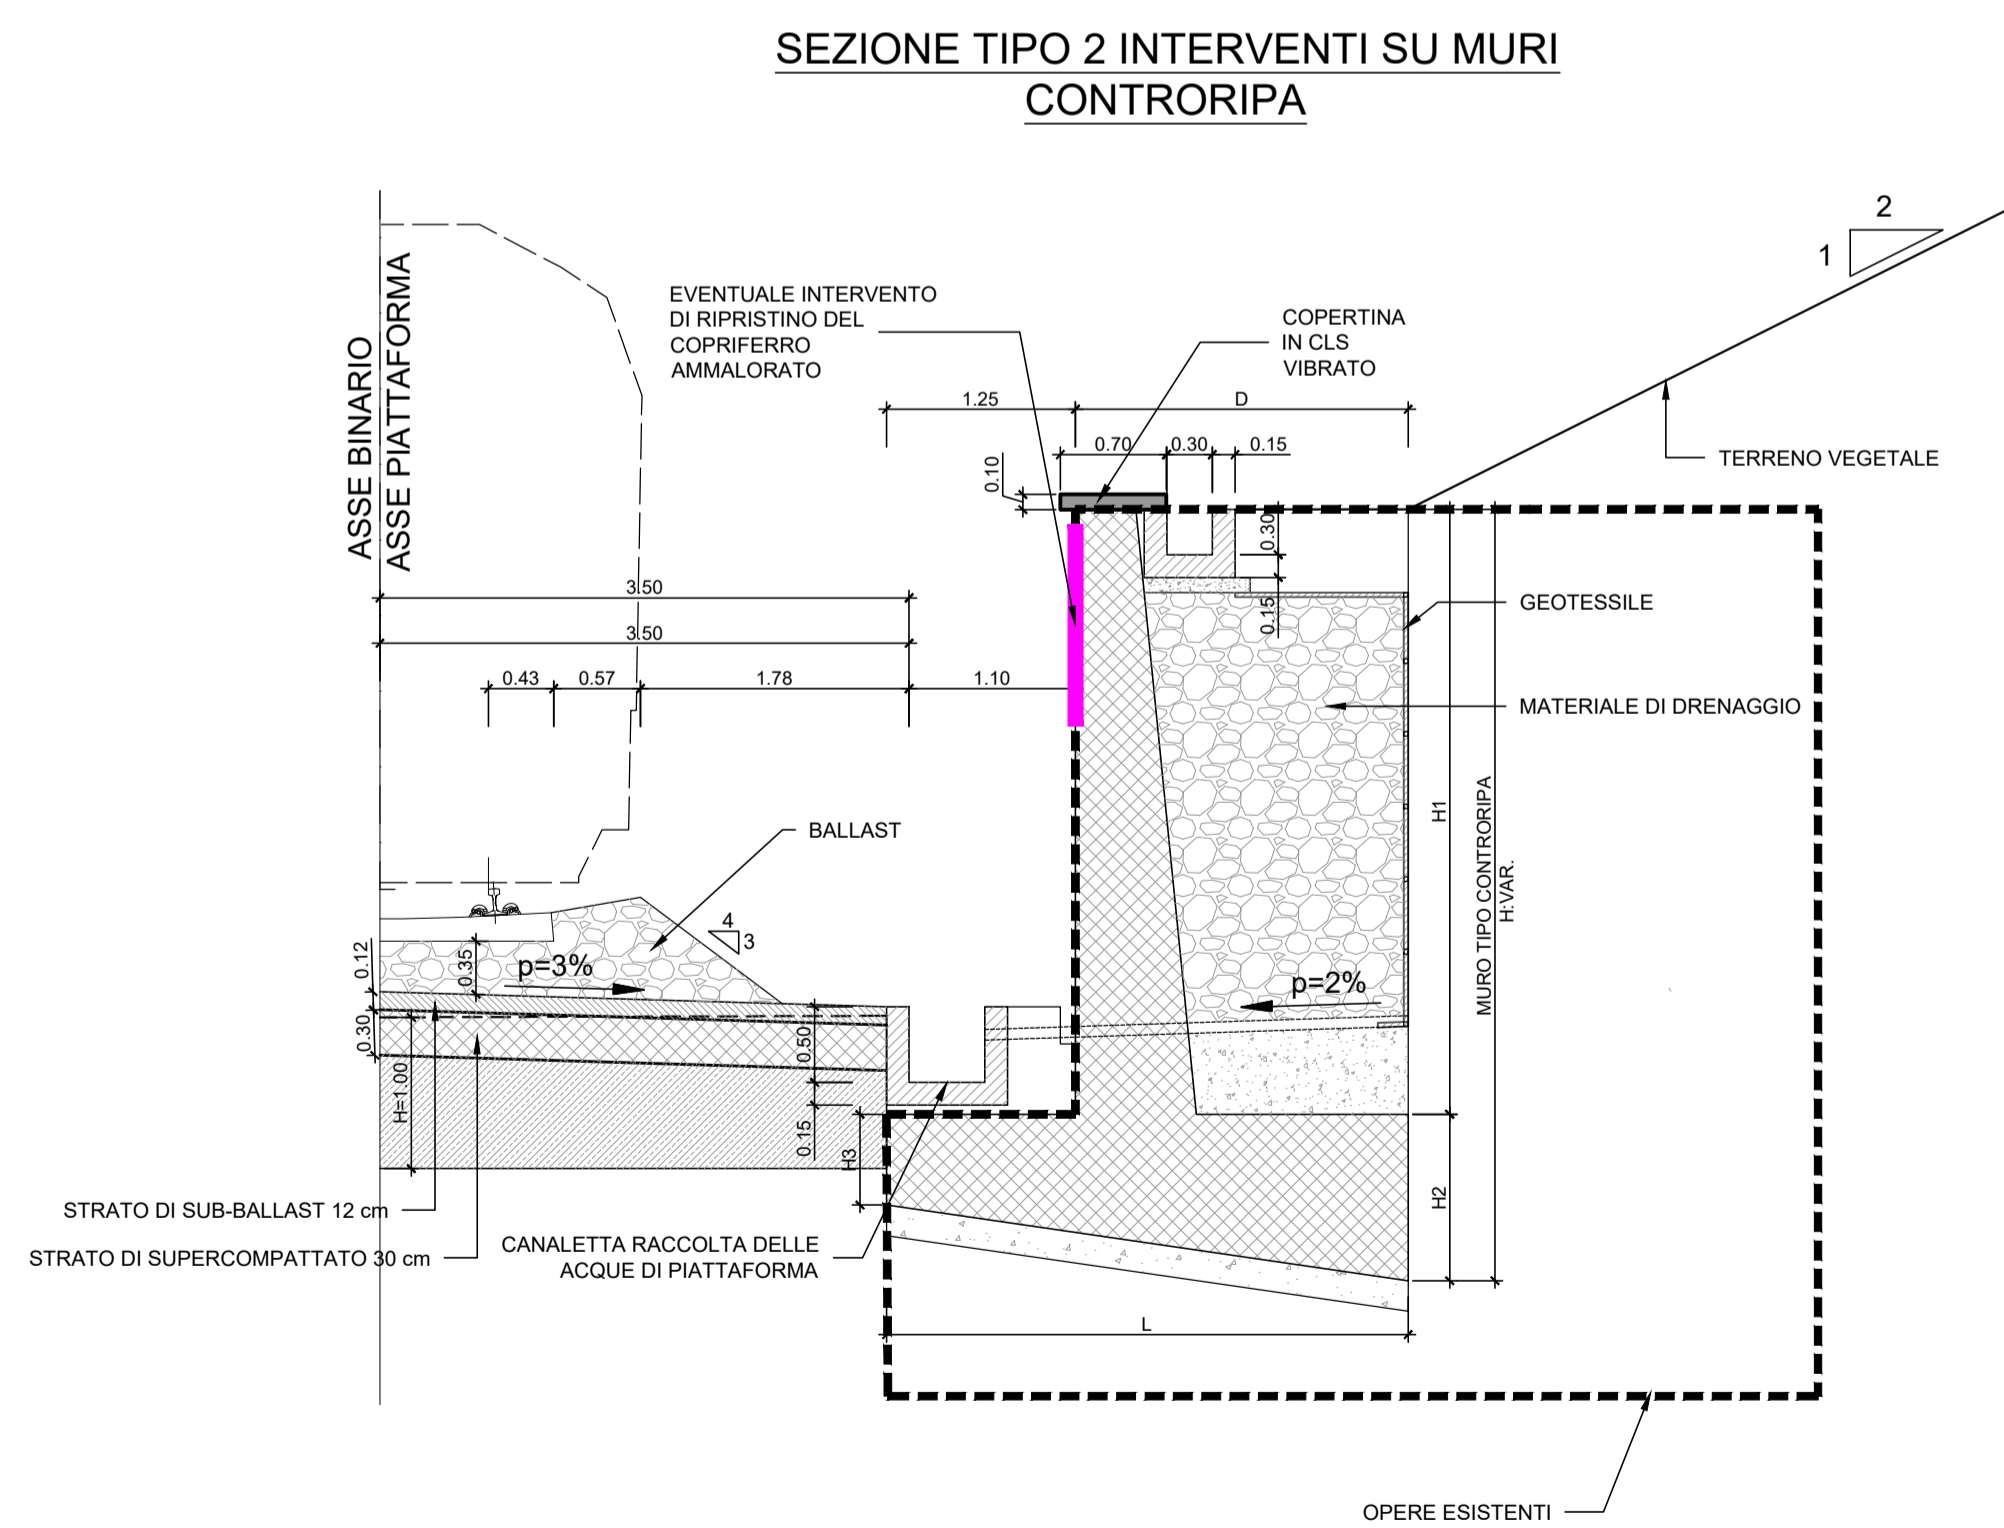 SEZIONE TIPO 2 INTERVENTI SU MURI
CONTRORIPA
2
1
ASSE BINARIO
ASSE PIATTAFORMA
EVENTUALE INTERVENTO
DI RIPRISTINO DEL
COPRIFERRO
AMMALORATO
COPERTINA
IN CLS
VIBRATO
1.25
D
0.70
0.30
0.15
0.10
TERRENO VEGETALE
0.30
0.15
3.50
3.50
GEOTESSILE
0.43
0.57
1.78
1.10
MATERIALE DI DRENAGGIO
H1
MURO TIPO CONTRORIPA
H:VAR.
BALLAST
4
3
0.12
0.35
p=3%
p=2%
0.30
0.50
H=1.00
0.15
H3
H2
STRATO DI SUB-BALLAST 12 cm
STRATO DI SUPERCOMPATTATO 30 cm
CANALETTA RACCOLTA DELLE
ACQUE DI PIATTAFORMA
L
OPERE ESISTENTI